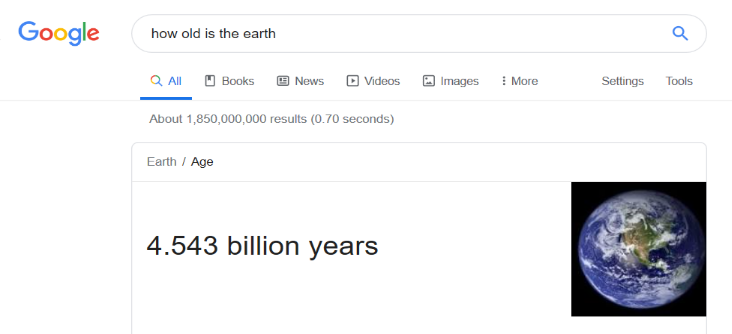 Google
how old is the earth
All Books News Videos Images More Settings Tools
About 1,850,000,000 results (0.70 seconds)
Earth / Age
4.543 billion years